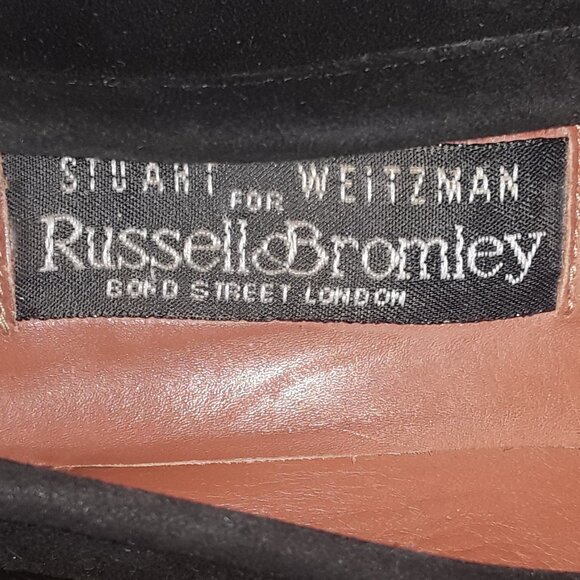 STUART WEITZMAN
FOR
Russell & Bromley
BOND STREET LONDON